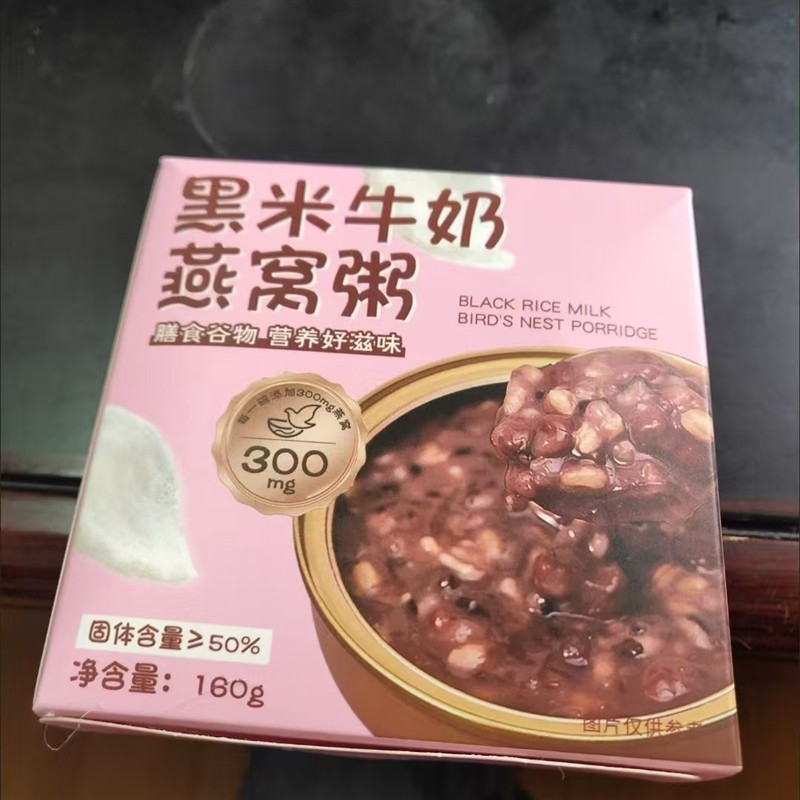 黑米牛奶
燕窝粥
BLACK RICE MILK
BIRD'S NEST PORRIDGE
膳食谷物 营养好滋味
每一碗添加300mg燕窝
300
mg
固体含量≥50%
净含量：160g
图片仅供参考